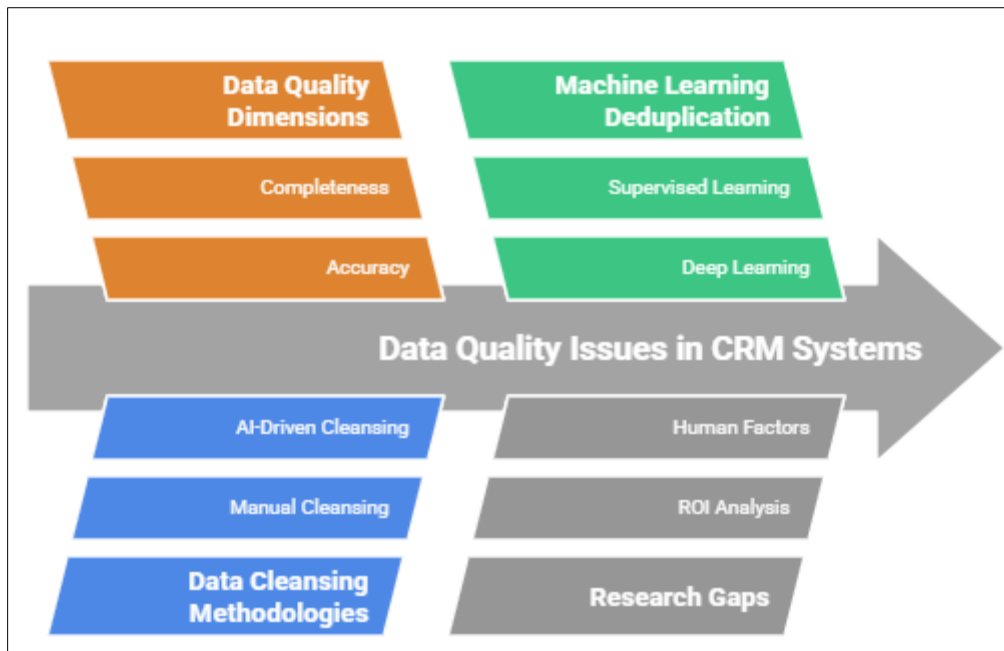 Data Quality
Dimensions
Completeness
Accuracy
Machine Learning
Deduplication
Supervised Learning
Deep Learning
Data Quality Issues in CRM Systems
AI-Driven Cleansing
Manual Cleansing
Data Cleansing
Methodologies
Human Factors
ROI Analysis
Research Gaps